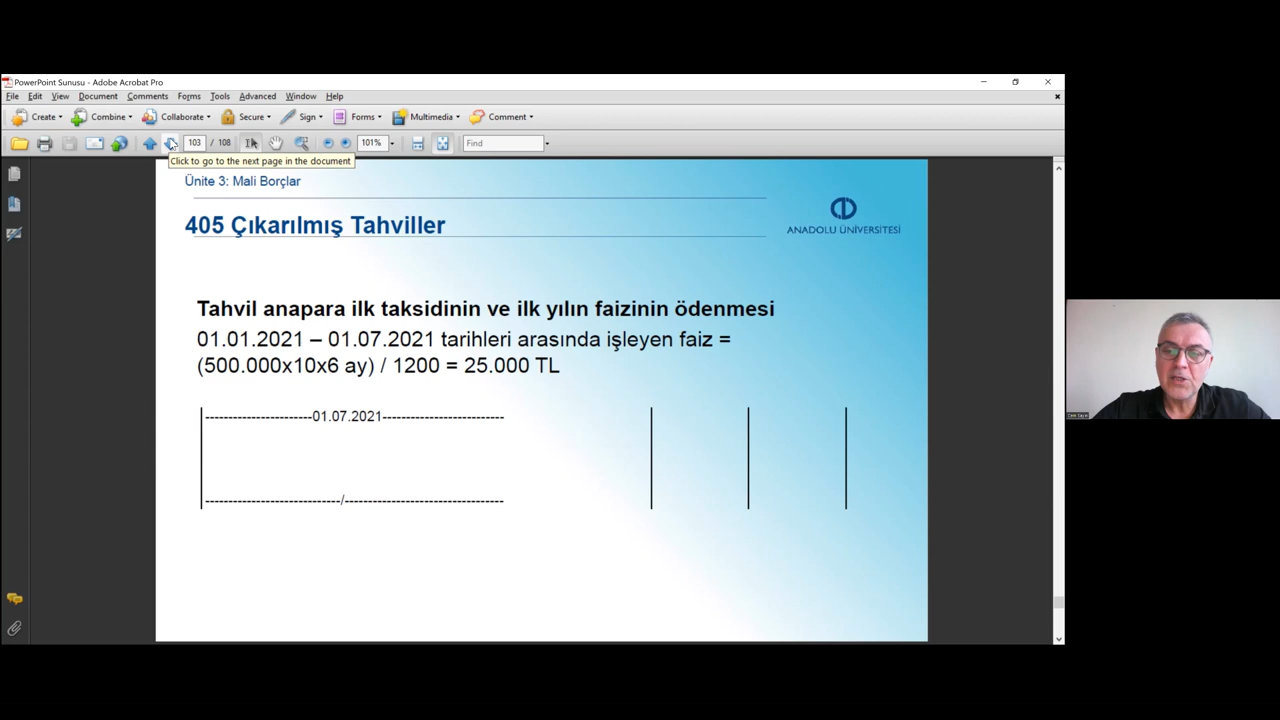 PowerPoint Sunusu - Adobe Acrobat Pro
File Edit View Document Comments Forms Tools Advanced Window Help
Create Combine Collaborate Secure Sign Forms Multimedia Comment
103 / 108 101% Find
Click to go to the next page in the document
Ünite 3: Mali Borçlar
405 Çıkarılmış Tahviller
ANADOLU ÜNİVERSİTESİ
Tahvil anapara ilk taksidinin ve ilk yılın faizinin ödenmesi
01.01.2021 – 01.07.2021 tarihleri arasında işleyen faiz =
(500.000x10x6 ay) / 1200 = 25.000 TL
-----------------------01.07.2021--------------------------
-----------------------------/----------------------------------